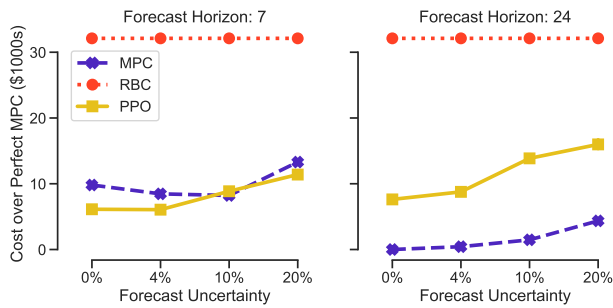 Forecast Horizon: 7
Forecast Horizon: 24
Cost over Perfect MPC ($1000s)
30
20
10
0
MPC
RBC
PPO
0% 4% 10% 20%
0% 4% 10% 20%
Forecast Uncertainty
Forecast Uncertainty